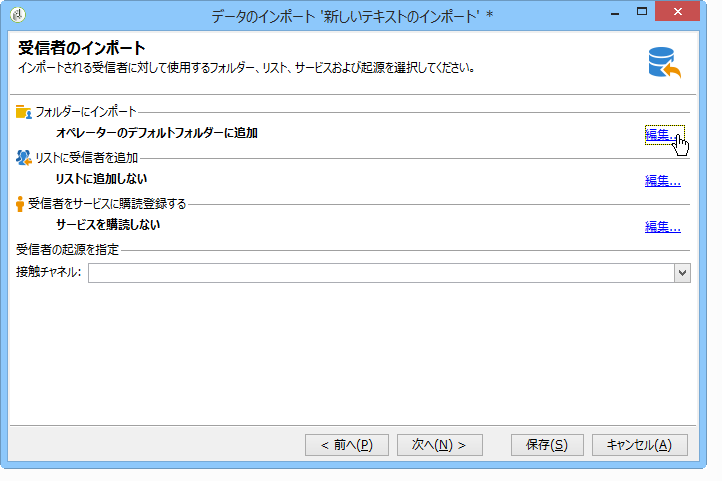 データのインポート '新しいテキストのインポート' *
受信者のインポート
インポートされる受信者に対して使用するフォルダー、リスト、サービスおよび起源を選択してください。
フォルダーにインポート
オペレーターのデフォルトフォルダーに追加
編集...
リストに受信者を追加
リストに追加しない
編集...
受信者をサービスに購読登録する
サービスを購読しない
編集...
受信者の起源を指定
接触チャネル:
< 前へ(P) 次へ(N) > 保存(S) キャンセル(A)